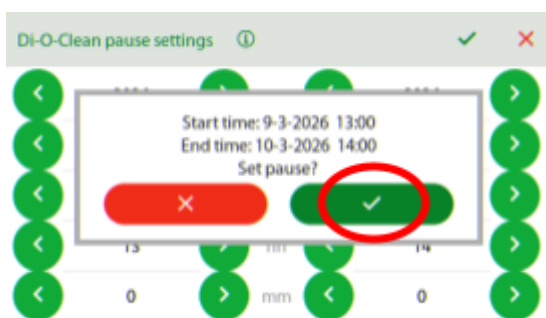 Di-O-Clean pause settings
Start time: 9-3-2026 13:00
End time: 10-3-2026 14:00
Set pause?
13 14
0 mm 0